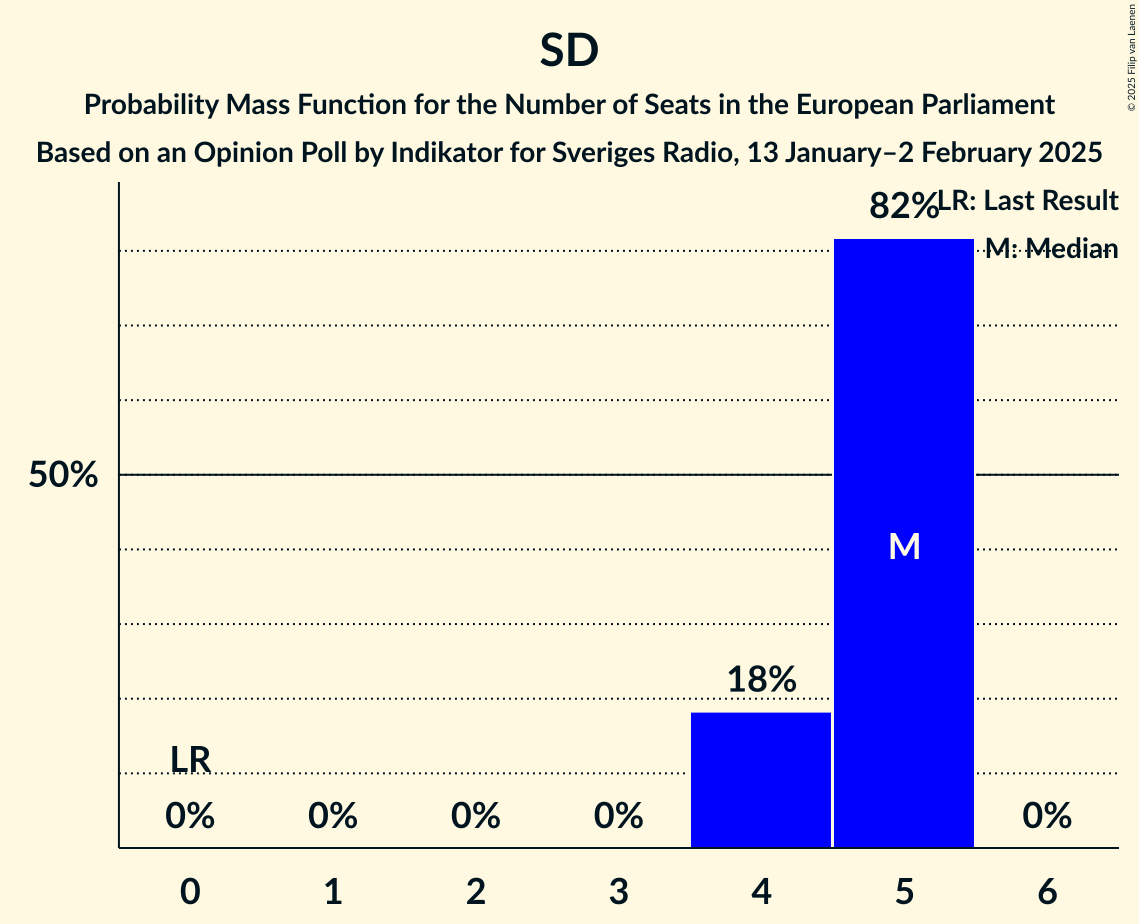 SD
Probability Mass Function for the Number of Seats in the European Parliament
Based on an Opinion Poll by Indikator for Sveriges Radio, 13 January–2 February 2025
© 2025 Filip van Laenen
LR: Last Result
M: Median
82%
50%
M
18%
LR
0%
0%
0%
0%
0%
0
1
2
3
4
5
6